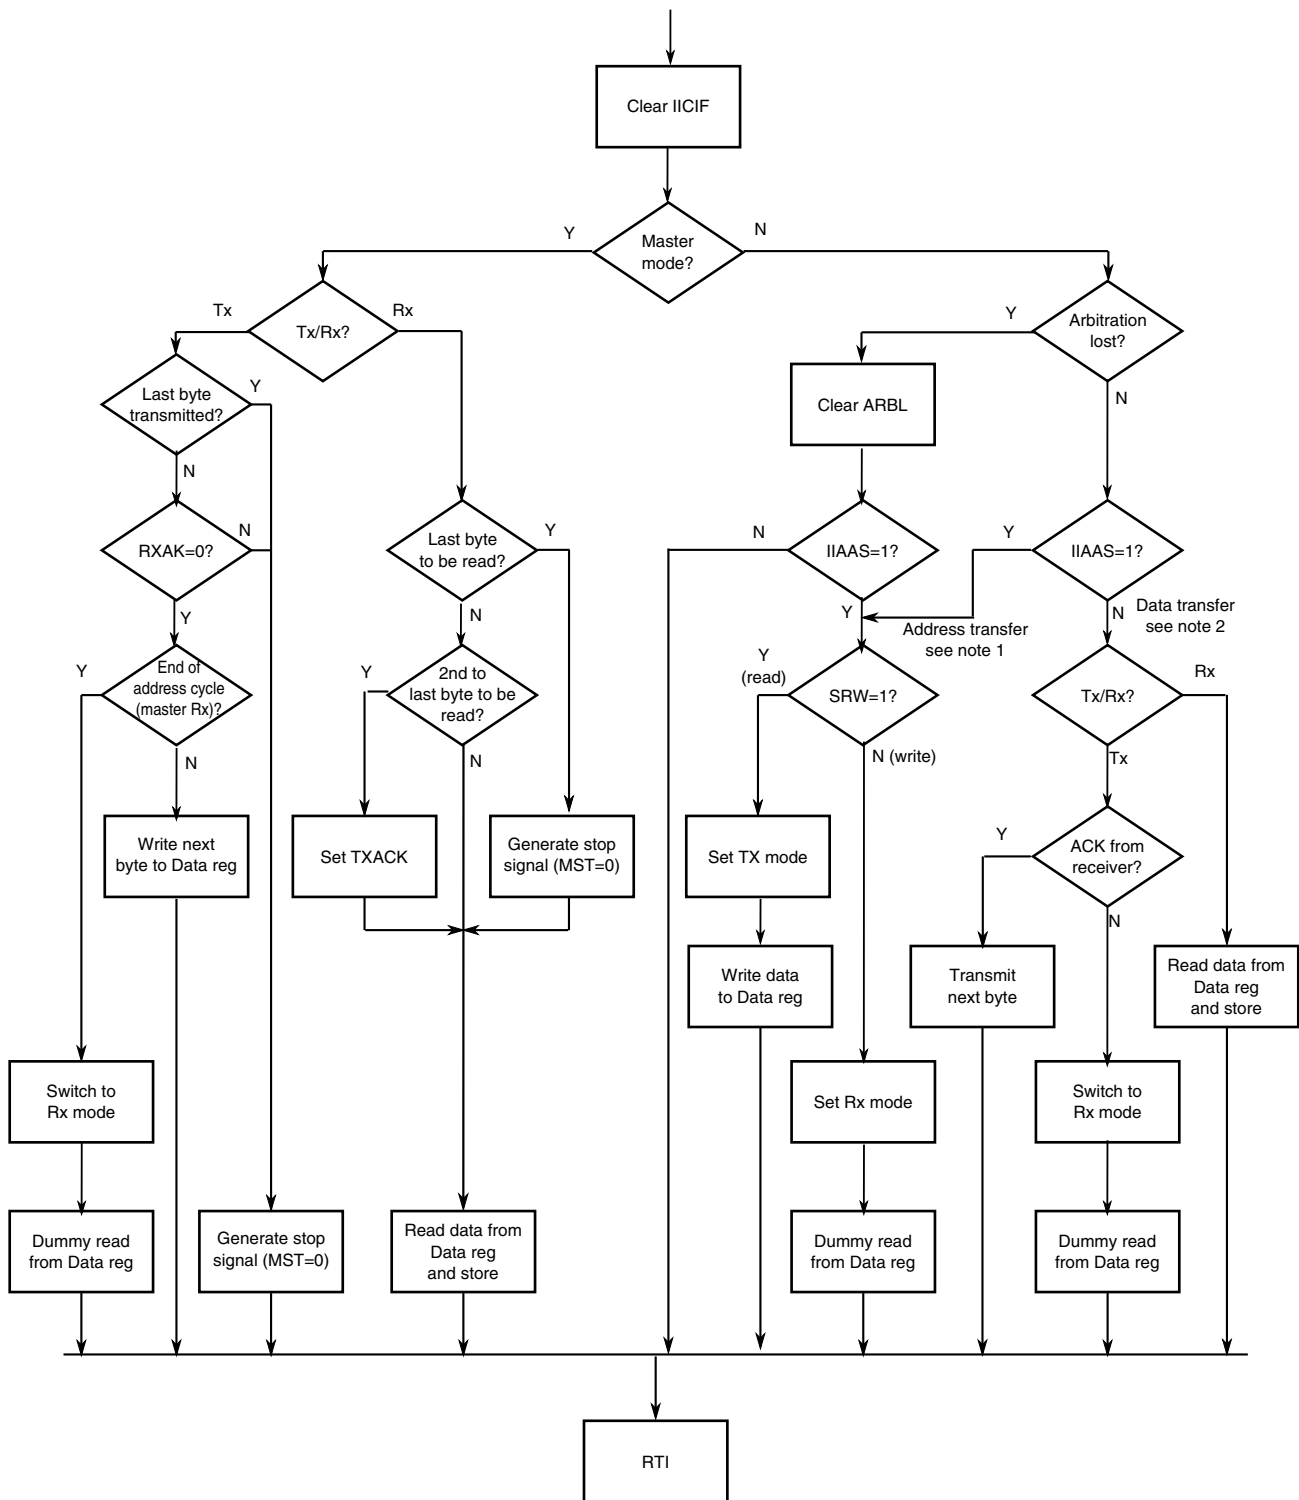 Clear IICIF
Master
mode?
Y
N
Tx/Rx?
Tx
Rx
Arbitration
lost?
Y
N
Last byte
transmitted?
Y
N
Clear ARBL
RXAK=0?
N
Y
Last byte
to be read?
Y
N
IIAAS=1?
N
Y
IIAAS=1?
Y
N
Address transfer
see note 1
Data transfer
see note 2
End of
address cycle
(master Rx)?
Y
N
2nd to
last byte to be
read?
Y
N
SRW=1?
Y
(read)
N (write)
Tx/Rx?
Rx
Tx
Write next
byte to Data reg
Set TXACK
Generate stop
signal (MST=0)
Set TX mode
ACK from
receiver?
Y
N
Write data
to Data reg
Transmit
next byte
Read data from
Data reg
and store
Switch to
Rx mode
Set Rx mode
Switch to
Rx mode
Dummy read
from Data reg
Generate stop
signal (MST=0)
Read data from
Data reg
and store
Dummy read
from Data reg
Dummy read
from Data reg
RTI